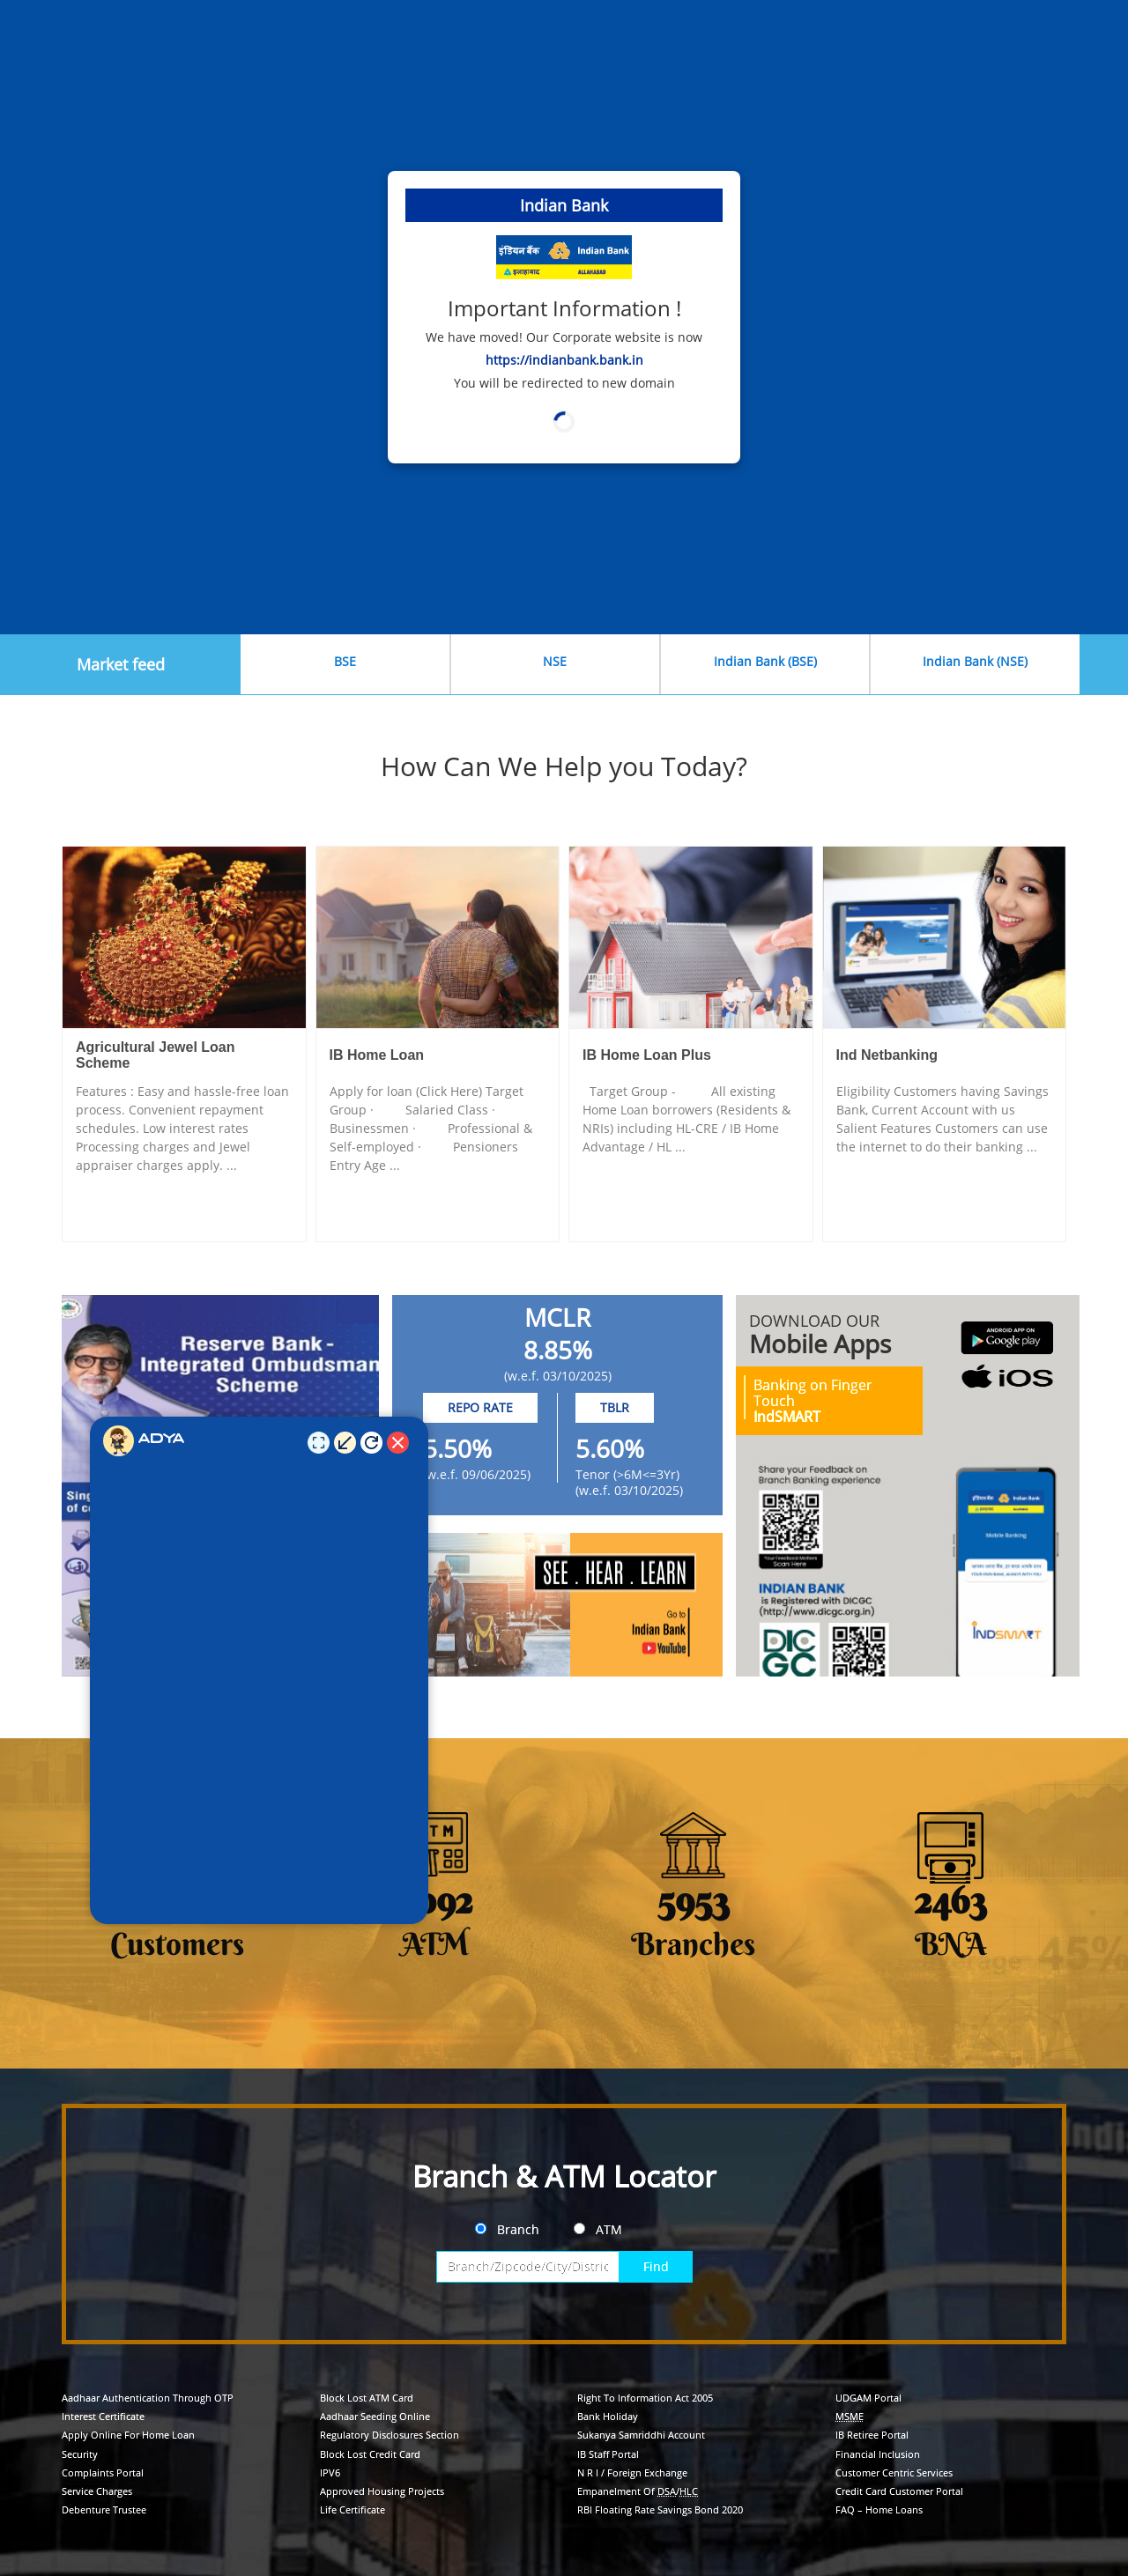 Indian Bank
इंडियन बैंक Indian Bank
इलाहाबाद ALLAHABAD
Important Information !
We have moved! Our Corporate website is now
https://indianbank.bank.in
You will be redirected to new domain
Market feed
BSE
NSE
Indian Bank (BSE)
Indian Bank (NSE)
How Can We Help you Today?
Agricultural Jewel Loan
Scheme
Features : Easy and hassle-free loan
process. Convenient repayment
schedules. Low interest rates
Processing charges and Jewel
appraiser charges apply. ...
IB Home Loan
Apply for loan (Click Here) Target
Group · Salaried Class ·
Businessmen · Professional &
Self-employed · Pensioners
Entry Age ...
IB Home Loan Plus
Target Group - All existing
Home Loan borrowers (Residents &
NRIs) including HL-CRE / IB Home
Advantage / HL ...
Ind Netbanking
Eligibility Customers having Savings
Bank, Current Account with us
Salient Features Customers can use
the internet to do their banking ...
Reserve Bank -
Integrated Ombudsman
Scheme
Sing
of c
ADYA
MCLR
8.85%
(w.e.f. 03/10/2025)
REPO RATE
5.50%
w.e.f. 09/06/2025)
TBLR
5.60%
Tenor (>6M<=3Yr)
(w.e.f. 03/10/2025)
SEE . HEAR . LEARN
Go to
Indian Bank
YouTube
DOWNLOAD OUR
Mobile Apps
ANDROID APP ON
Google play
iOS
Banking on Finger
Touch
IndSMART
Share your Feedback on
Branch Banking experience
Your Feedback Matters
Scan Here
INDIAN BANK
is Registered with DICGC
(http://www.dicgc.org.in)
DIC
GC
Indian Bank
Mobile Banking
YOUR OWN BANK, ALWAYS WITH YOU
INDSMART
Customers
TM
092
ATM
5953
Branches
2463
BNA
45%
Branch & ATM Locator
Branch
ATM
Branch/Zipcode/City/Distric
Find
Aadhaar Authentication Through OTP
Interest Certificate
Apply Online For Home Loan
Security
Complaints Portal
Service Charges
Debenture Trustee
Block Lost ATM Card
Aadhar Seeding Online
Regulatory Disclosures Section
Block Lost Credit Card
IPV6
Approved Housing Projects
Life Certificate
Right To Information Act 2005
Bank Holiday
Sukanya Samriddhi Account
IB Staff Portal
N R I / Foreign Exchange
Empanelment Of DSA/HLC
RBI Floating Rate Savings Bond 2020
UDGAM Portal
MSME
IB Retiree Portal
Financial Inclusion
Customer Centric Services
Credit Card Customer Portal
FAQ – Home Loans